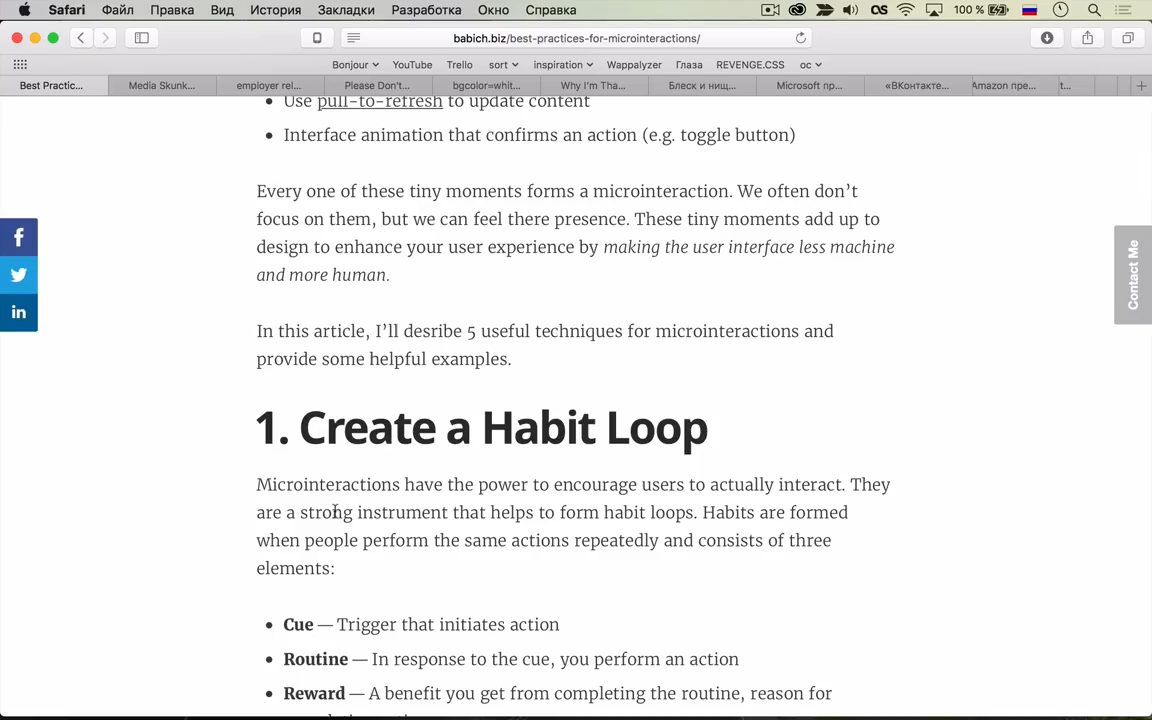 Safari Файл Правка Вид История Закладки Разработка Окно Справка 100 %
babich.biz/best-practices-for-microinteractions/
Bonjour YouTube Trello sort inspiration Wappalyzer Глаза REVENGE.CSS ос
Best Practic... Media Skunk... employer rel... Please Don't... bgcolor=whit... Why I'm Tha... Блеск и нищ... Microsoft пр... «ВКонтакте... Amazon пре... t...
• Use pull-to-refresh to update content
• Interface animation that confirms an action (e.g. toggle button)
Every one of these tiny moments forms a microinteraction. We often don’t
focus on them, but we can feel there presence. These tiny moments add up to
design to enhance your user experience by making the user interface less machine
and more human.
Contact Me
In this article, I’ll desribe 5 useful techniques for microinteractions and
provide some helpful examples.
1. Create a Habit Loop
Microinteractions have the power to encourage users to actually interact. They
are a strong instrument that helps to form habit loops. Habits are formed
when people perform the same actions repeatedly and consists of three
elements:
• Cue — Trigger that initiates action
• Routine — In response to the cue, you perform an action
• Reward — A benefit you get from completing the routine, reason for